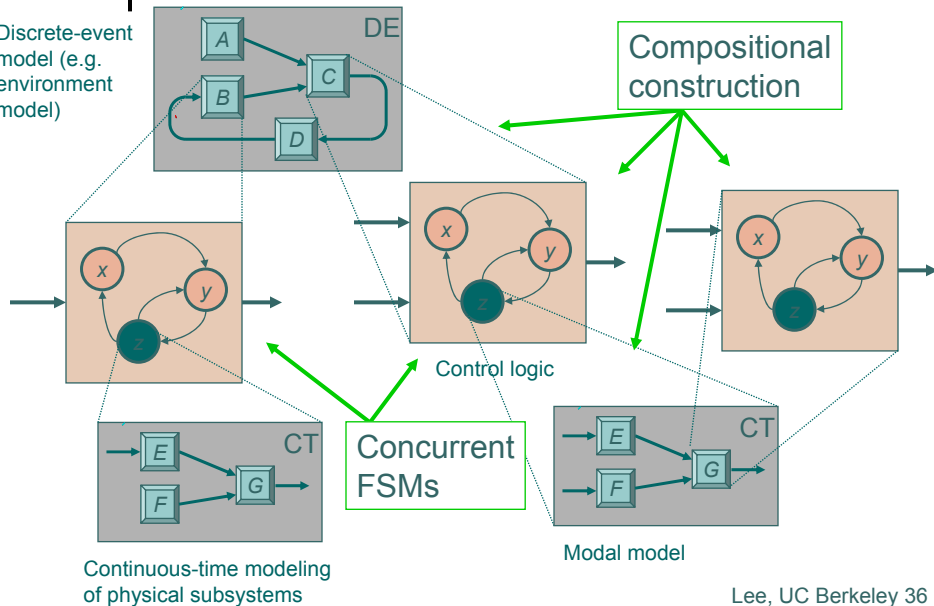 Discrete-event
model (e.g.
environment
model)
DE
A
B
C
D
Compositional
construction
x
y
z
x
y
z
x
y
z
Control logic
Concurrent
FSMs
CT
E
F
G
CT
E
F
G
Continuous-time modeling
of physical subsystems
Modal model
Lee, UC Berkeley 36